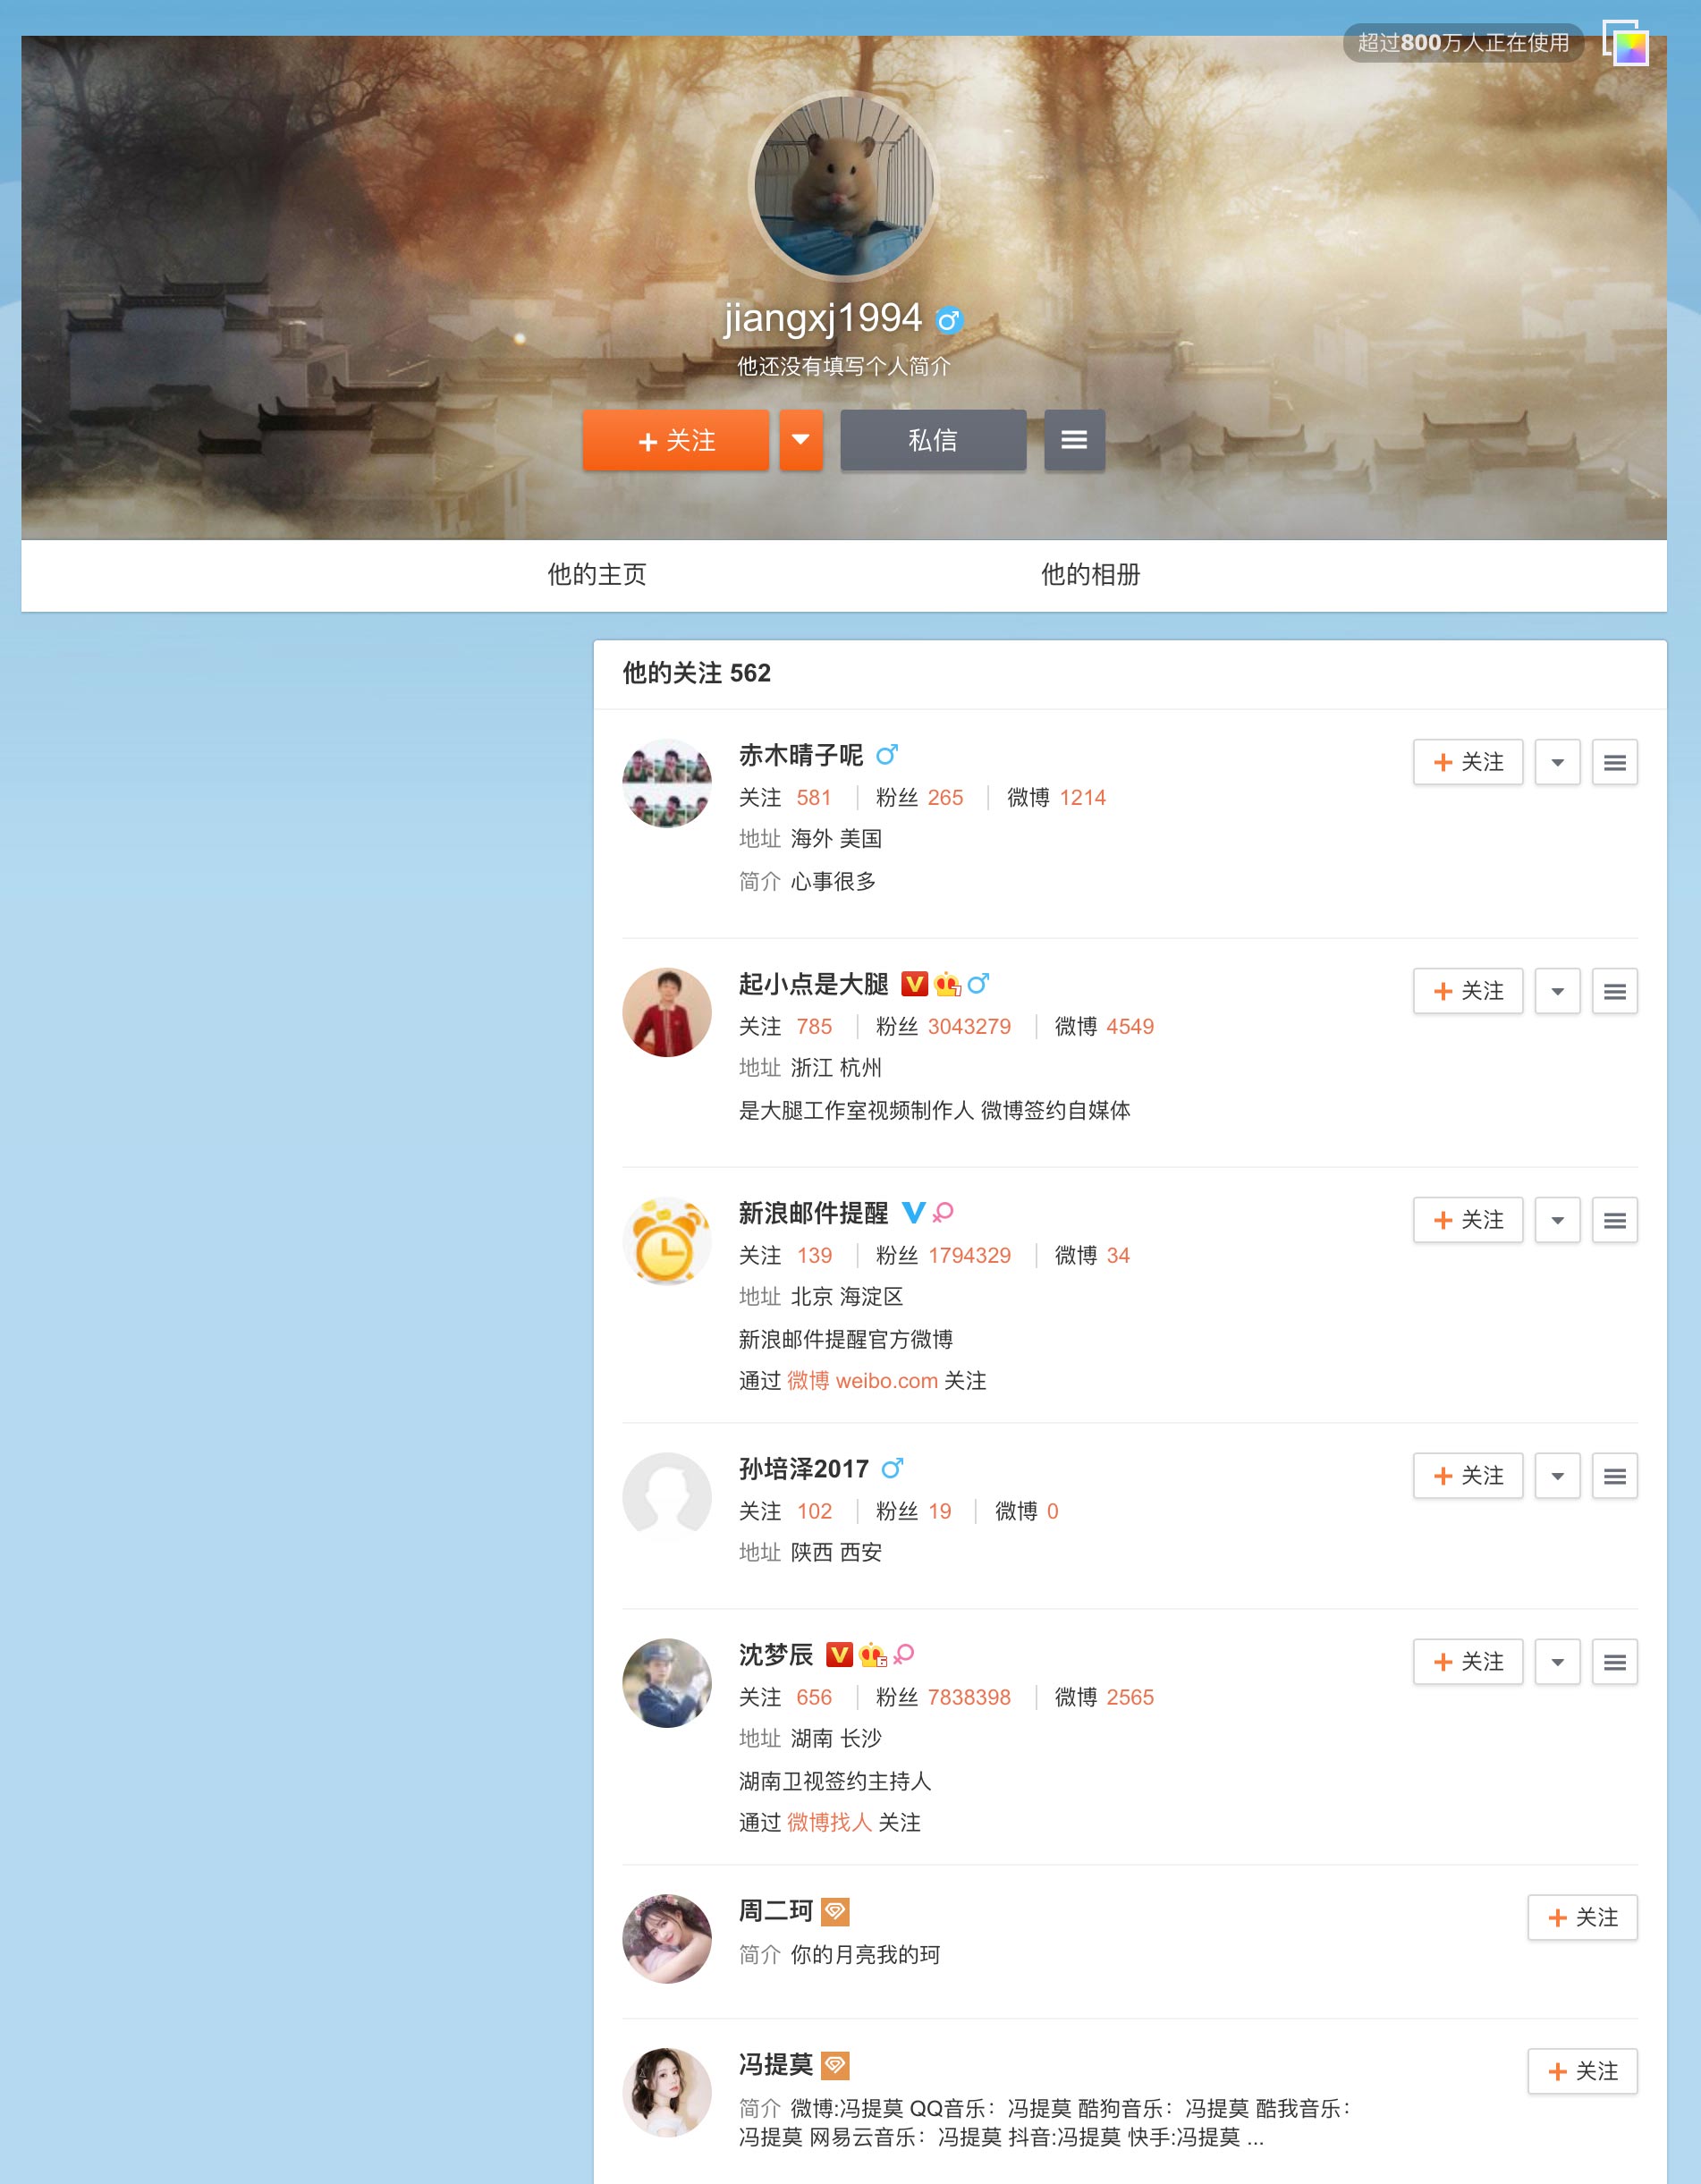 超过800万人正在使用
jiangxj1994
他还没有填写个人简介
关注
私信
他的主页 他的相册
他的关注 562
赤木晴子呢
关注
关注 581 粉丝 265 微博 1214
地址 海外 美国
简介 心事很多
起小点是大腿
关注
关注 785 粉丝 3043279 微博 4549
地址 浙江 杭州
是大腿工作室视频制作人 微博签约自媒体
新浪邮件提醒
关注
关注 139 粉丝 1794329 微博 34
地址 北京 海淀区
新浪邮件提醒官方微博
通过 微博 weibo.com 关注
孙培泽2017
关注
关注 102 粉丝 19 微博 0
地址 陕西 西安
沈梦辰
关注
关注 656 粉丝 7838398 微博 2565
地址 湖南 长沙
湖南卫视签约主持人
通过 微博找人 关注
周二珂
关注
简介 你的月亮我的珂
冯提莫
关注
简介 微博:冯提莫 QQ音乐：冯提莫 酷狗音乐：冯提莫 酷我音乐：
冯提莫 网易云音乐：冯提莫 抖音:冯提莫 快手:冯提莫 ...